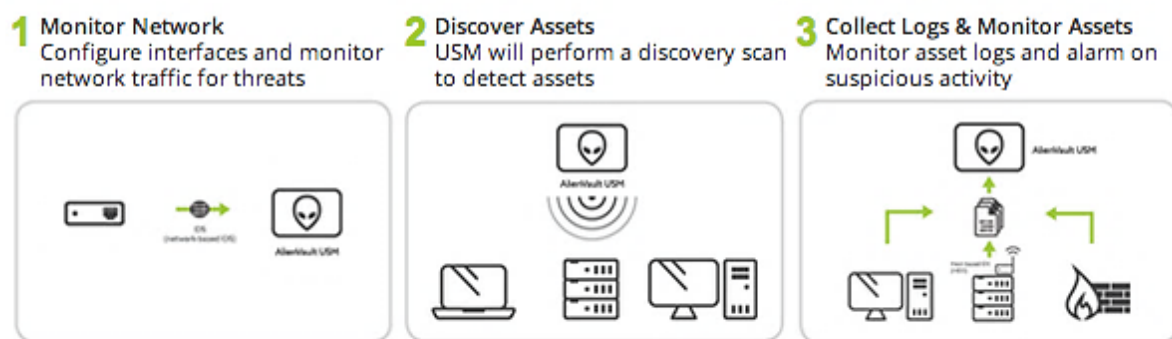 1 Monitor Network
Configure interfaces and monitor
network traffic for threats
2 Discover Assets
USM will perform a discovery scan
to detect assets
3 Collect Logs & Monitor Assets
Monitor asset logs and alarm on
suspicious activity
IDS
(network-based IDS)
AlienVault USM
AlienVault USM
AlienVault USM
(HIDS)